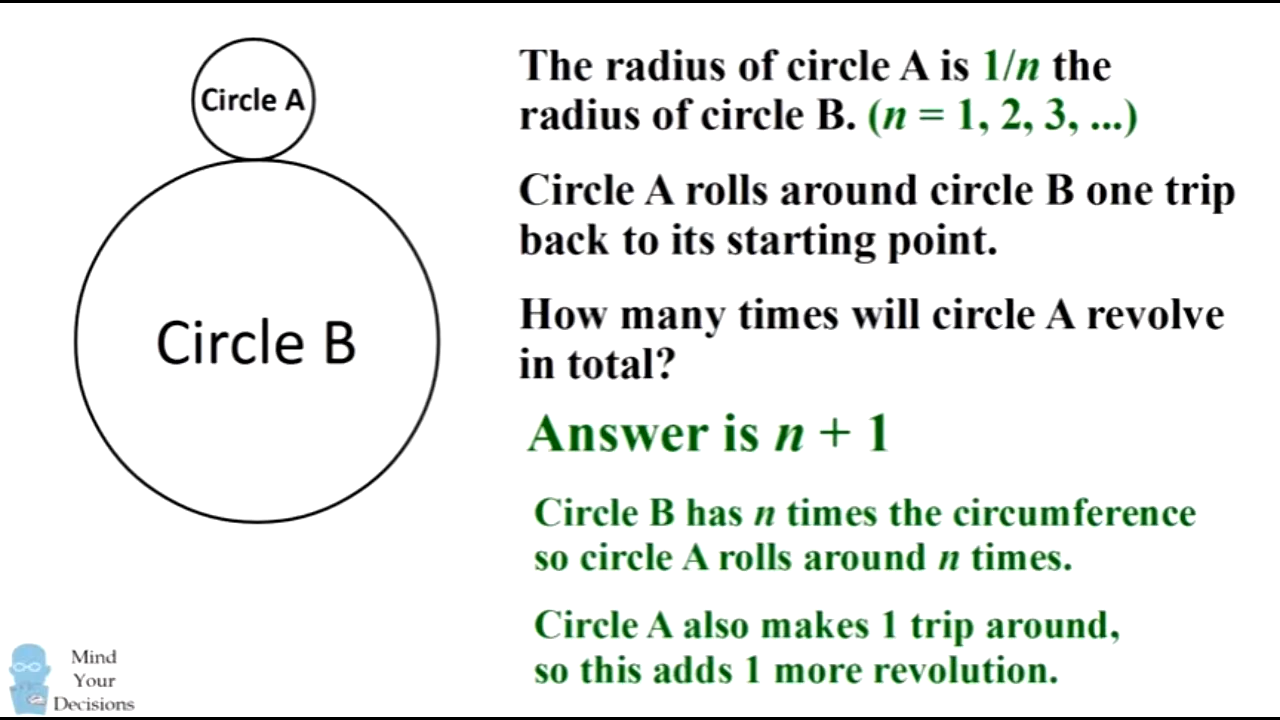 Circle A
Circle B
The radius of circle A is 1/n the
radius of circle B. (n = 1, 2, 3, ...)
Circle A rolls around circle B one trip
back to its starting point.
How many times will circle A revolve
in total?
Answer is n + 1
Circle B has n times the circumference
so circle A rolls around n times.
Circle A also makes 1 trip around,
so this adds 1 more revolution.
Mind
Your
Decisions